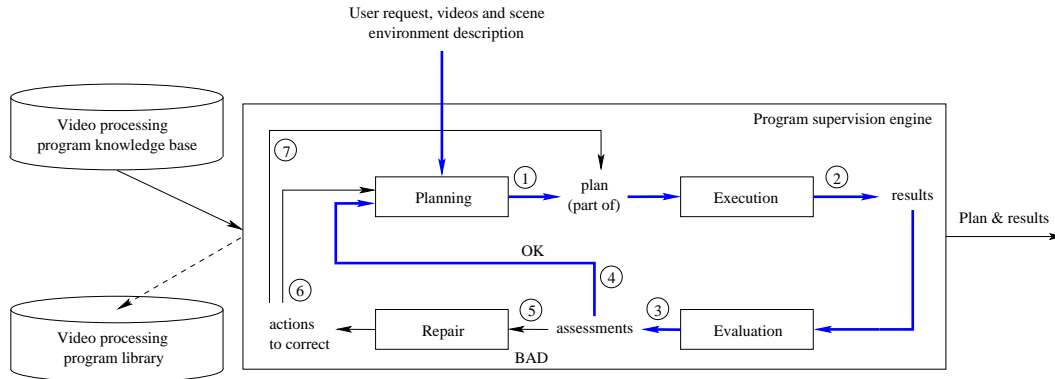 User request, videos and scene
environment description
Video processing
program knowledge base
Program supervision engine
7
Planning
1
plan
(part of)
Execution
2
results
Plan & results
OK
4
6
actions
to correct
Repair
5
BAD
assessments
3
Evaluation
Video processing
program library